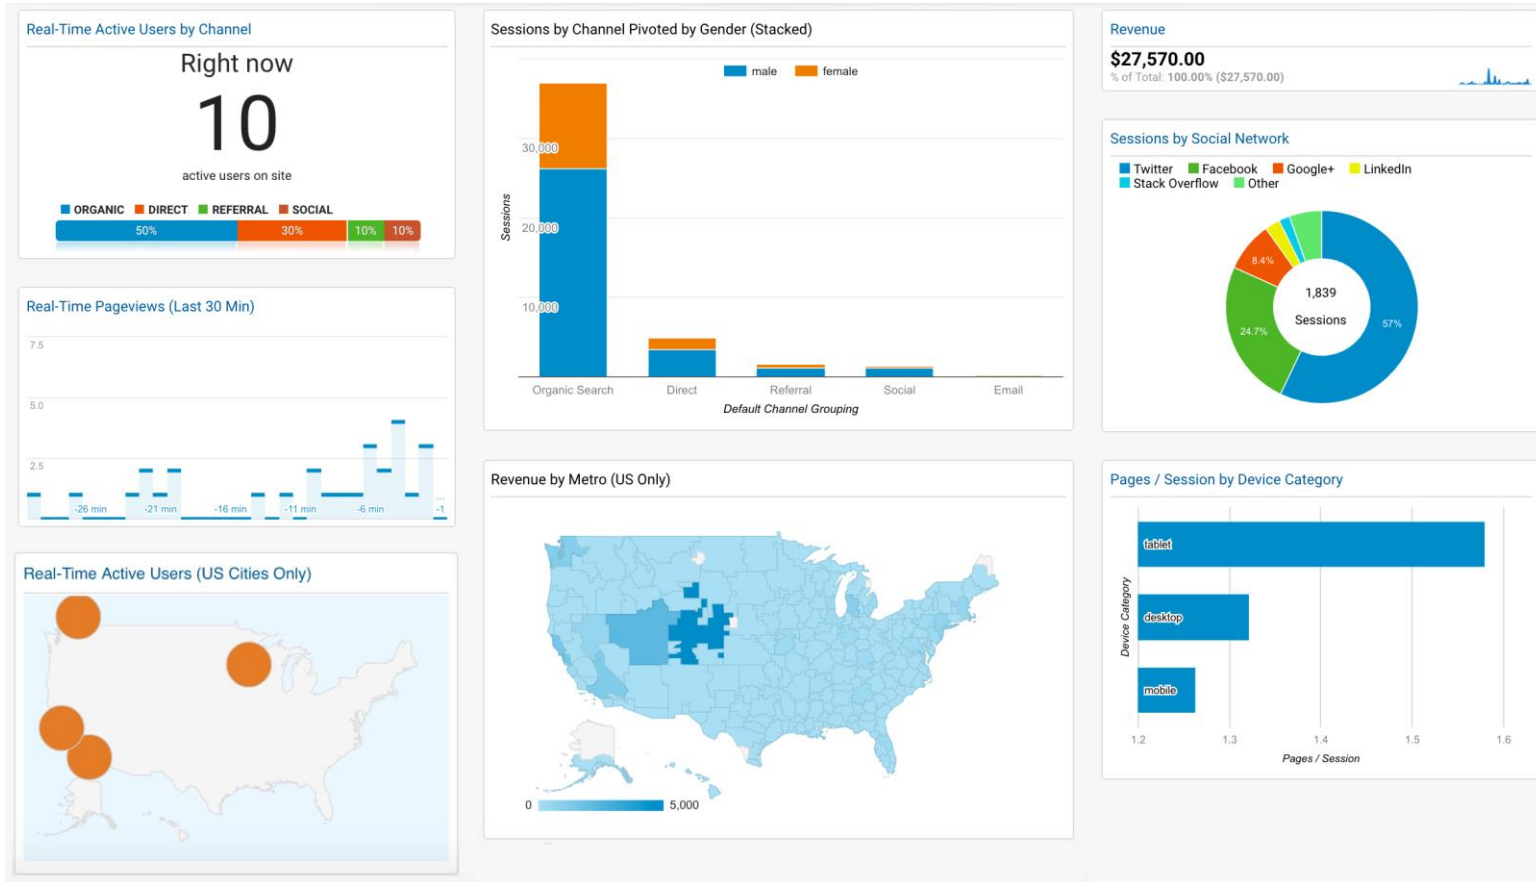 Real-Time Active Users by Channel
Right now
10
active users on site
ORGANIC DIRECT REFERRAL SOCIAL
50% 30% 10% 10%
Real-Time Pageviews (Last 30 Min)
7.5
5.0
2.5
...
-26 min -21 min -16 min -11 min -6 min -1
Real-Time Active Users (US Cities Only)
Sessions by Channel Pivoted by Gender (Stacked)
male female
30,000
20,000
10,000
Sessions
Organic Search Direct Referral Social Email
Default Channel Grouping
Revenue by Metro (US Only)
0 5,000
Revenue
$27,570.00
% of Total: 100.00% ($27,570.00)
Sessions by Social Network
Twitter Facebook Google+ LinkedIn
Stack Overflow Other
8.4%
24.7%
57%
1,839
Sessions
Pages / Session by Device Category
tablet
desktop
mobile
Device Category
1.2 1.3 1.4 1.5 1.6
Pages / Session